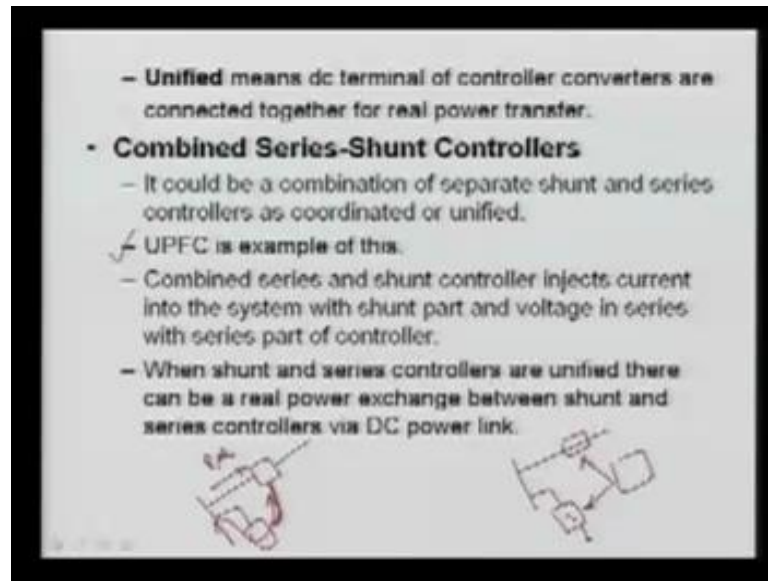 – Unified means dc terminal of controller converters are
connected together for real power transfer.
• Combined Series-Shunt Controllers
– It could be a combination of separate shunt and series
controllers as coordinated or unified.
– UPFC is example of this.
– Combined series and shunt controller injects current
into the system with shunt part and voltage in series
with series part of controller.
– When shunt and series controllers are unified there
can be a real power exchange between shunt and
series controllers via DC power link.